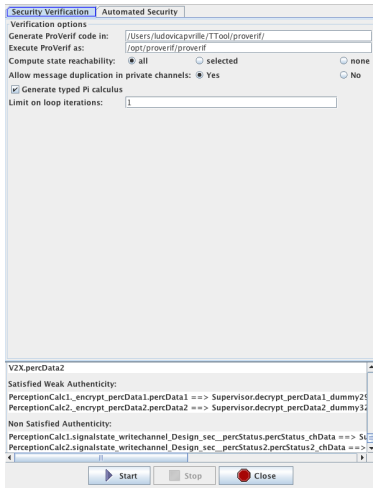 Security Verification Automated Security
Verification options
Generate ProVerif code in: /Users/ludovicapvrille/TTool/proverif/
Execute ProVerif as: /opt/proverif/proverif
Compute state reachability: all selected none
Allow message duplication in private channels: Yes No
Generate typed Pi calculus
Limit on loop iterations: 1
V2X.percData2
Satisfied Weak Authenticity:
PerceptionCalc1._encrypt_percData1.percData1 ==> Supervisor.decrypt_percData1_dummy29
PerceptionCalc2._encrypt_percData2.percData2 ==> Supervisor.decrypt_percData2_dummy32
Non Satisfied Authenticity:
PerceptionCalc1.signalstate_writechannel_Design_sec__percStatus.percStatus_chData ==> Su
PerceptionCalc2.signalstate_writechannel_Design_sec__percStatus2.percStatus2_chData ==>
Start Stop Close